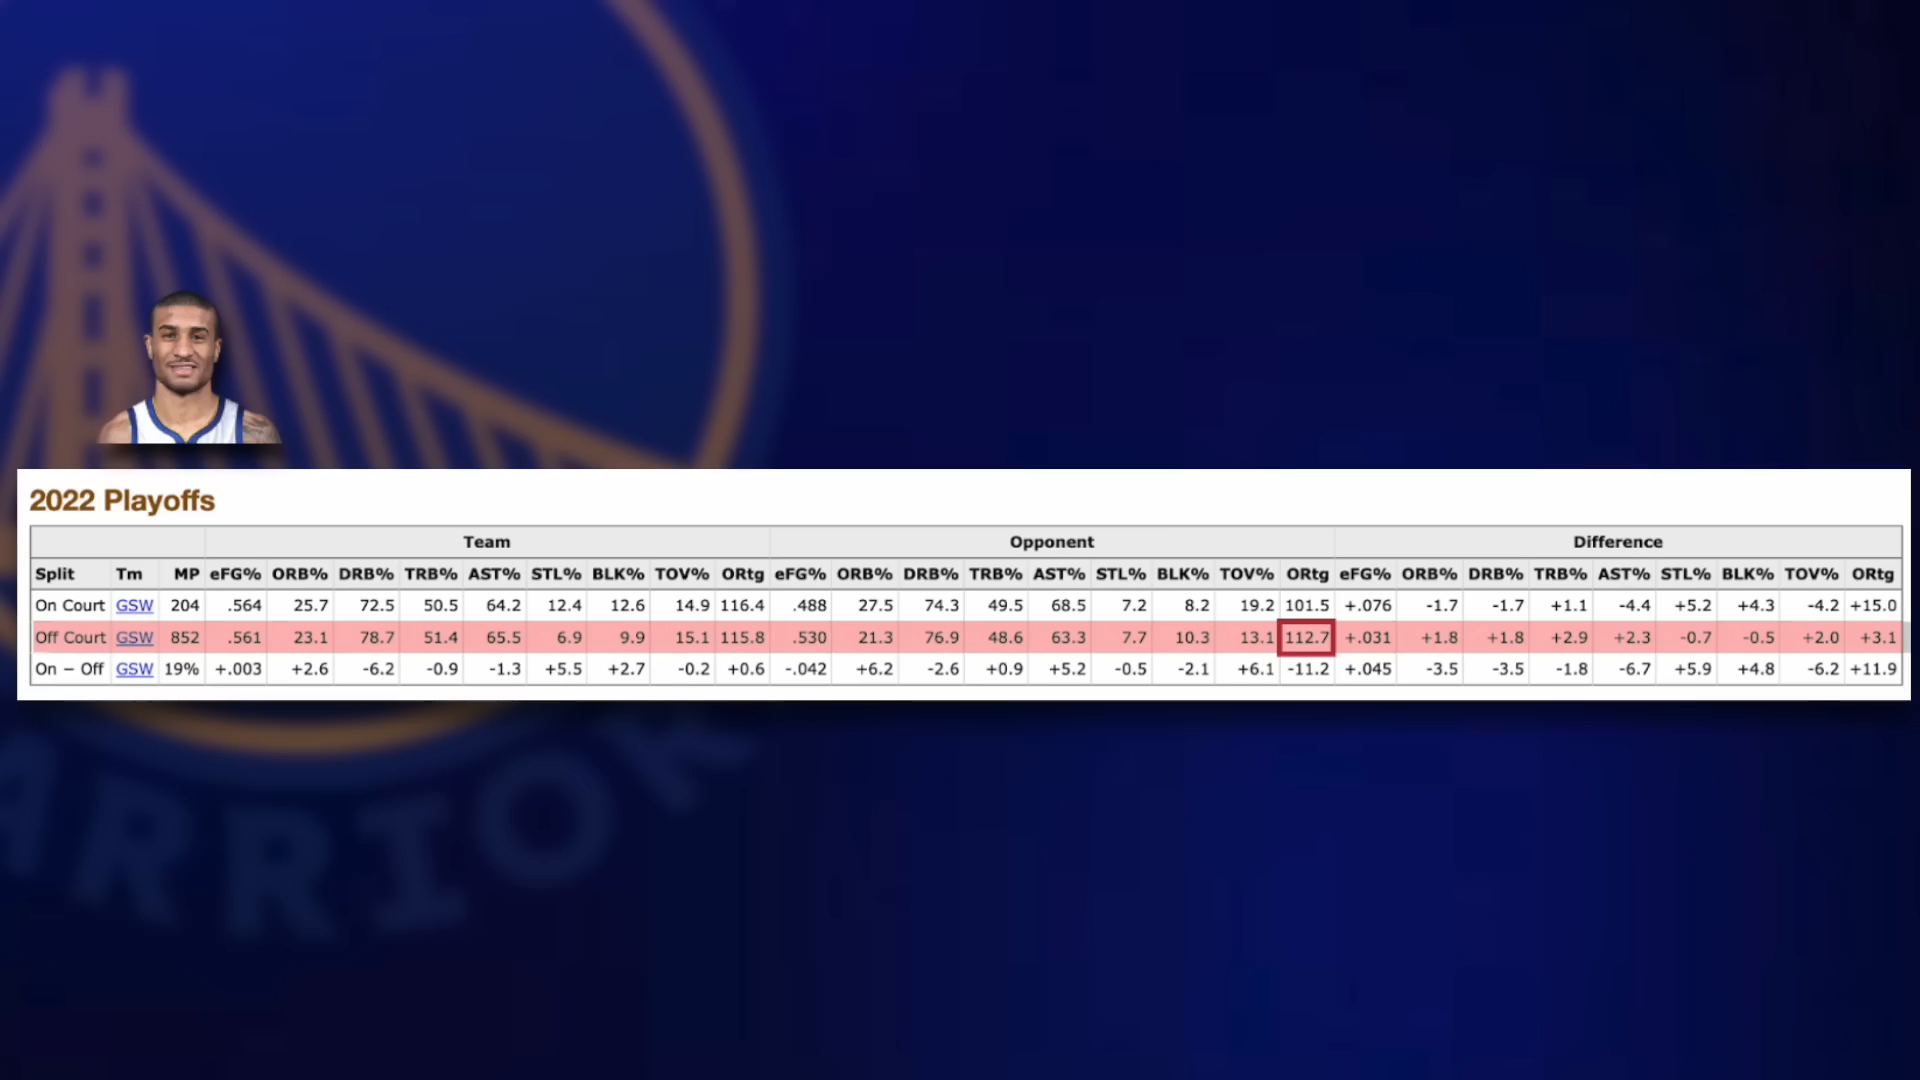 2022 Playoffs
Team Opponent Difference
Split Tm MP eFG% ORB% DRB% TRB% AST% STL% BLK% TOV% ORtg eFG% ORB% DRB% TRB% AST% STL% BLK% TOV% ORtg eFG% ORB% DRB% TRB% AST% STL% BLK% TOV% ORtg
On Court GSW 204 .564 25.7 72.5 50.5 64.2 12.4 12.6 14.9 116.4 .488 27.5 74.3 49.5 68.5 7.2 8.2 19.2 101.5 +.076 -1.7 -1.7 +1.1 -4.4 +5.2 +4.3 -4.2 +15.0
Off Court GSW 852 .561 23.1 78.7 51.4 65.5 6.9 9.9 15.1 115.8 .530 21.3 76.9 48.6 63.3 7.7 10.3 13.1 112.7 +.031 +1.8 +1.8 +2.9 +2.3 -0.7 -0.5 +2.0 +3.1
On − Off GSW 19% +.003 +2.6 -6.2 -0.9 -1.3 +5.5 +2.7 -0.2 +0.6 -.042 +6.2 -2.6 +0.9 +5.2 -0.5 -2.1 +6.1 -11.2 +.045 -3.5 -3.5 -1.8 -6.7 +5.9 +4.8 -6.2 +11.9
ARRIOR